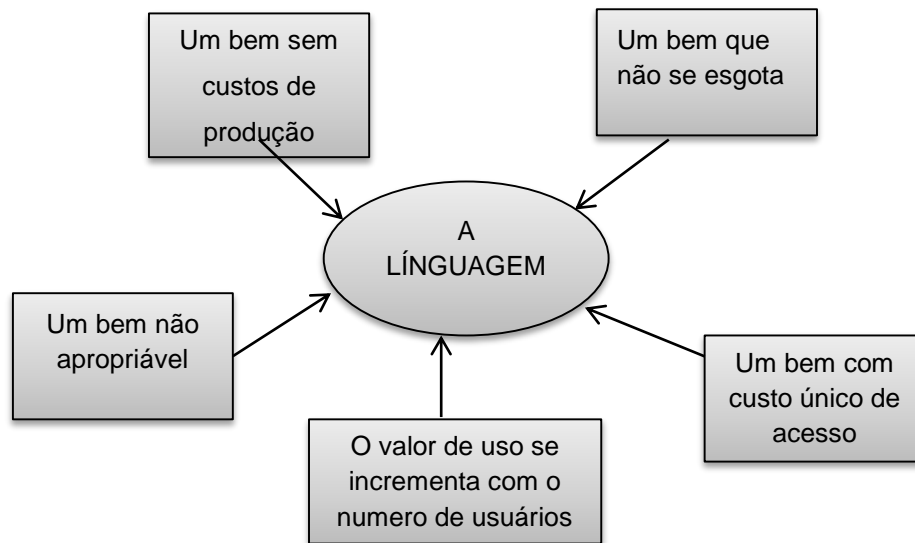 Um bem sem
custos de
produção
Um bem que
não se esgota
A
LÍNGUAGEM
Um bem não
apropriável
Um bem com
custo único de
acesso
O valor de uso se
incrementa com o
numero de usuários